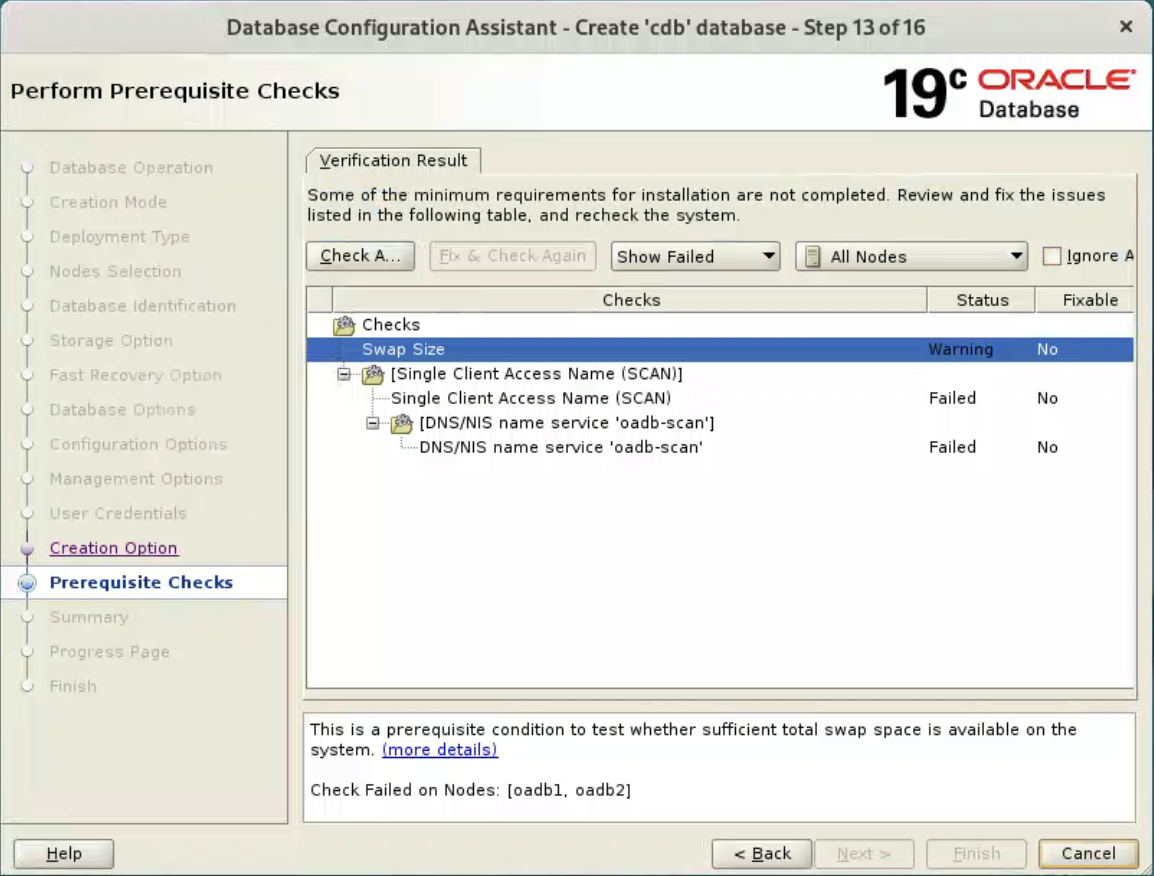 Database Configuration Assistant - Create 'cdb' database - Step 13 of 16
Perform Prerequisite Checks
19c ORACLE
Database
Database Operation
Creation Mode
Deployment Type
Nodes Selection
Database Identification
Storage Option
Fast Recovery Option
Database Options
Configuration Options
Management Options
User Credentials
Creation Option
Prerequisite Checks
Summary
Progress Page
Finish
Verification Result
Some of the minimum requirements for installation are not completed. Review and fix the issues
listed in the following table, and recheck the system.
Check A... Fix & Check Again Show Failed All Nodes Ignore A
Checks Status Fixable
Checks
Swap Size Warning No
[Single Client Access Name (SCAN)]
Single Client Access Name (SCAN) Failed No
[DNS/NIS name service 'oadb-scan']
DNS/NIS name service 'oadb-scan' Failed No
This is a prerequisite condition to test whether sufficient total swap space is available on the
system. (more details)
Check Failed on Nodes: [oadb1, oadb2]
Help < Back Next > Finish Cancel